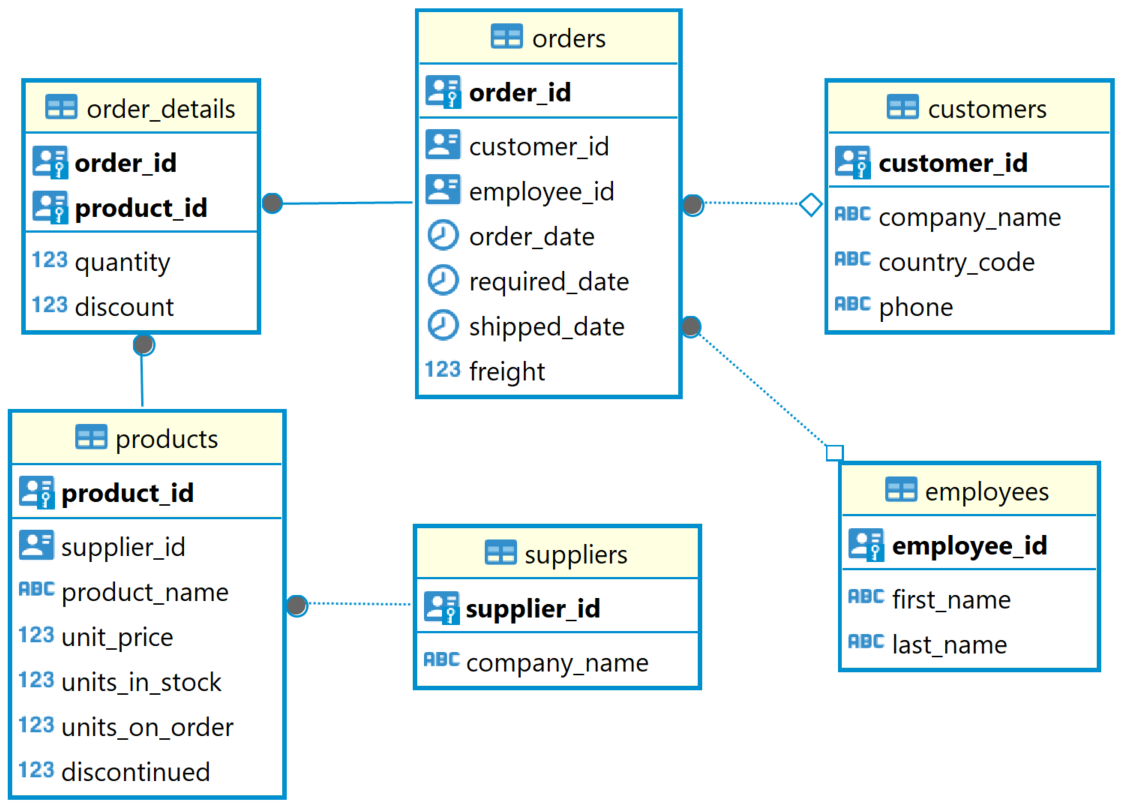 orders
order_id
customer_id
employee_id
order_date
required_date
shipped_date
123 freight
order_details
order_id
product_id
123 quantity
123 discount
customers
customer_id
ABC company_name
ABC country_code
ABC phone
products
product_id
supplier_id
ABC product_name
123 unit_price
123 units_in_stock
123 units_on_order
123 discontinued
suppliers
supplier_id
ABC company_name
employees
employee_id
ABC first_name
ABC last_name